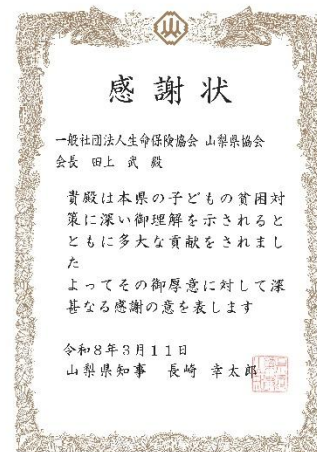 感謝状
一般社団法人生命保険協会 山梨県協会
会長 田上 武 殿
貴殿は本県の子どもの貧困対
策に深い御理解を示されると
ともに多大な貢献をされまし
た
よってその御厚意に対して深
甚なる感謝の意を表します
令和8年3月11日
山梨県知事 長崎 幸太郎